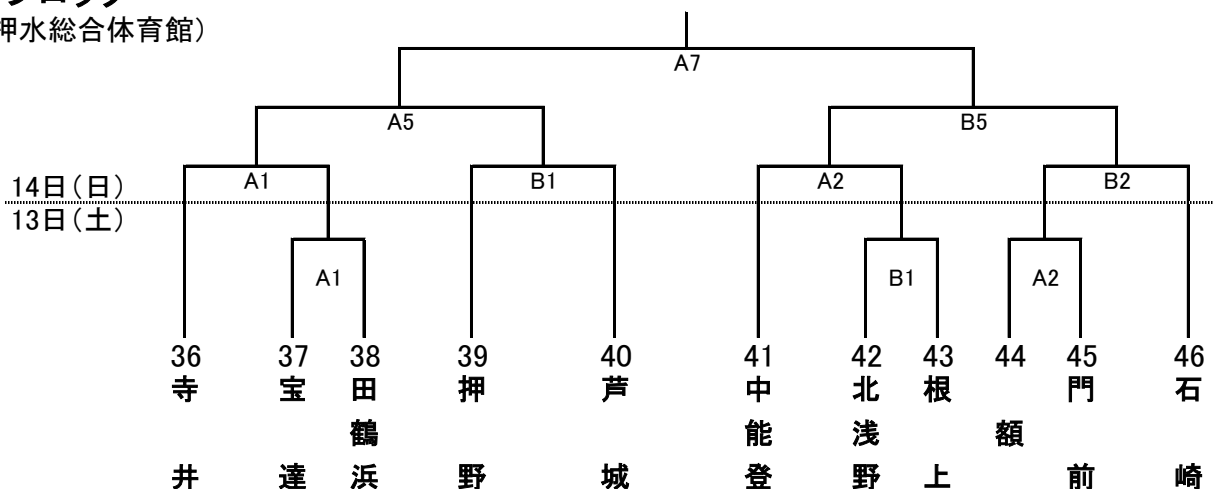 押水総合体育館）
A7
A5 B5
A1 B1 A2 B2
14日（日）
13日（土）
A1 B1 A2
36 37 38 39 40 41 42 43 44 45 46
寺井
宝達
田鶴浜
押野
芦城
中能登
北浅野
根上
額
門前
石崎